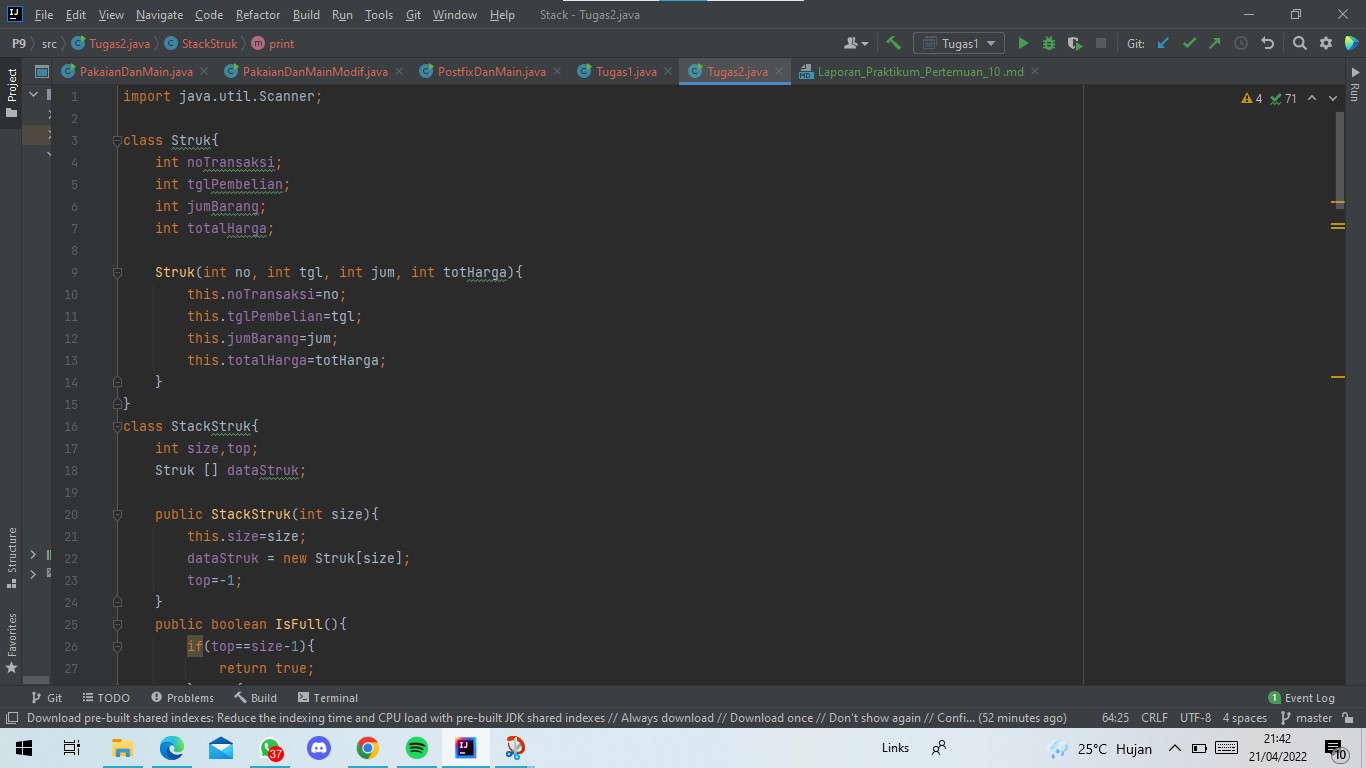 File Edit View Navigate Code Refactor Build Run Tools Git Window Help Stack - Tugas2.java
P9 src Tugas2.java StackStruk print Tugas1 Git:
Project PakaianDanMain.java PakaianDanMainModif.java PostfixDanMain.java Tugas1.java Tugas2.java Laporan_Praktikum_Pertemuan_10 .md Run
4 71
1 import java.util.Scanner;
2
3 class Struk{
4 int noTransaksi;
5 int tglPembelian;
6 int jumBarang;
7 int totalHarga;
8
9 Struk(int no, int tgl, int jum, int totHarga){
10 this.noTransaksi=no;
11 this.tglPembelian=tgl;
12 this.jumBarang=jum;
13 this.totalHarga=totHarga;
14 }
15 }
16 class StackStruk{
17 int size,top;
18 Struk [] dataStruk;
19
20 public StackStruk(int size){
21 this.size=size;
22 dataStruk = new Struk[size];
23 top=-1;
24 }
25 public boolean IsFull(){
26 if(top==size-1){
27 return true;
Structure
Favorites
Git TODO Problems Build Terminal 1 Event Log
Download pre-built shared indexes: Reduce the indexing time and CPU load with pre-built JDK shared indexes // Always download // Download once // Don't show again // Confi... (52 minutes ago) 64:25 CRLF UTF-8 4 spaces master
37 Links 25°C Hujan 21:42
21/04/2022 10